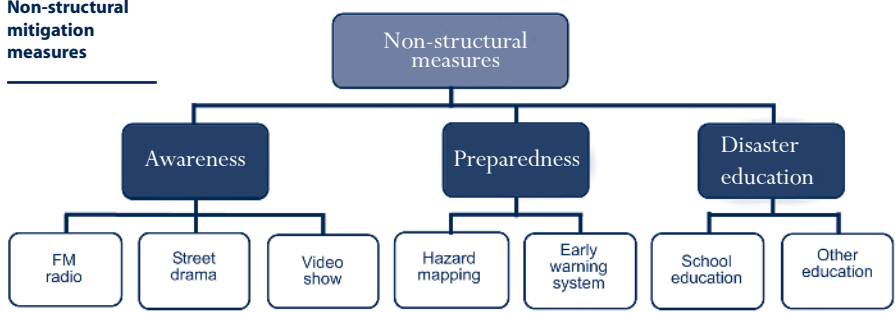 Non-structural
mitigation
measures
Non-structural
measures
Awareness
Preparedness
Disaster
education
FM
radio
Street
drama
Video
show
Hazard
mapping
Early
warning
system
School
education
Other
education